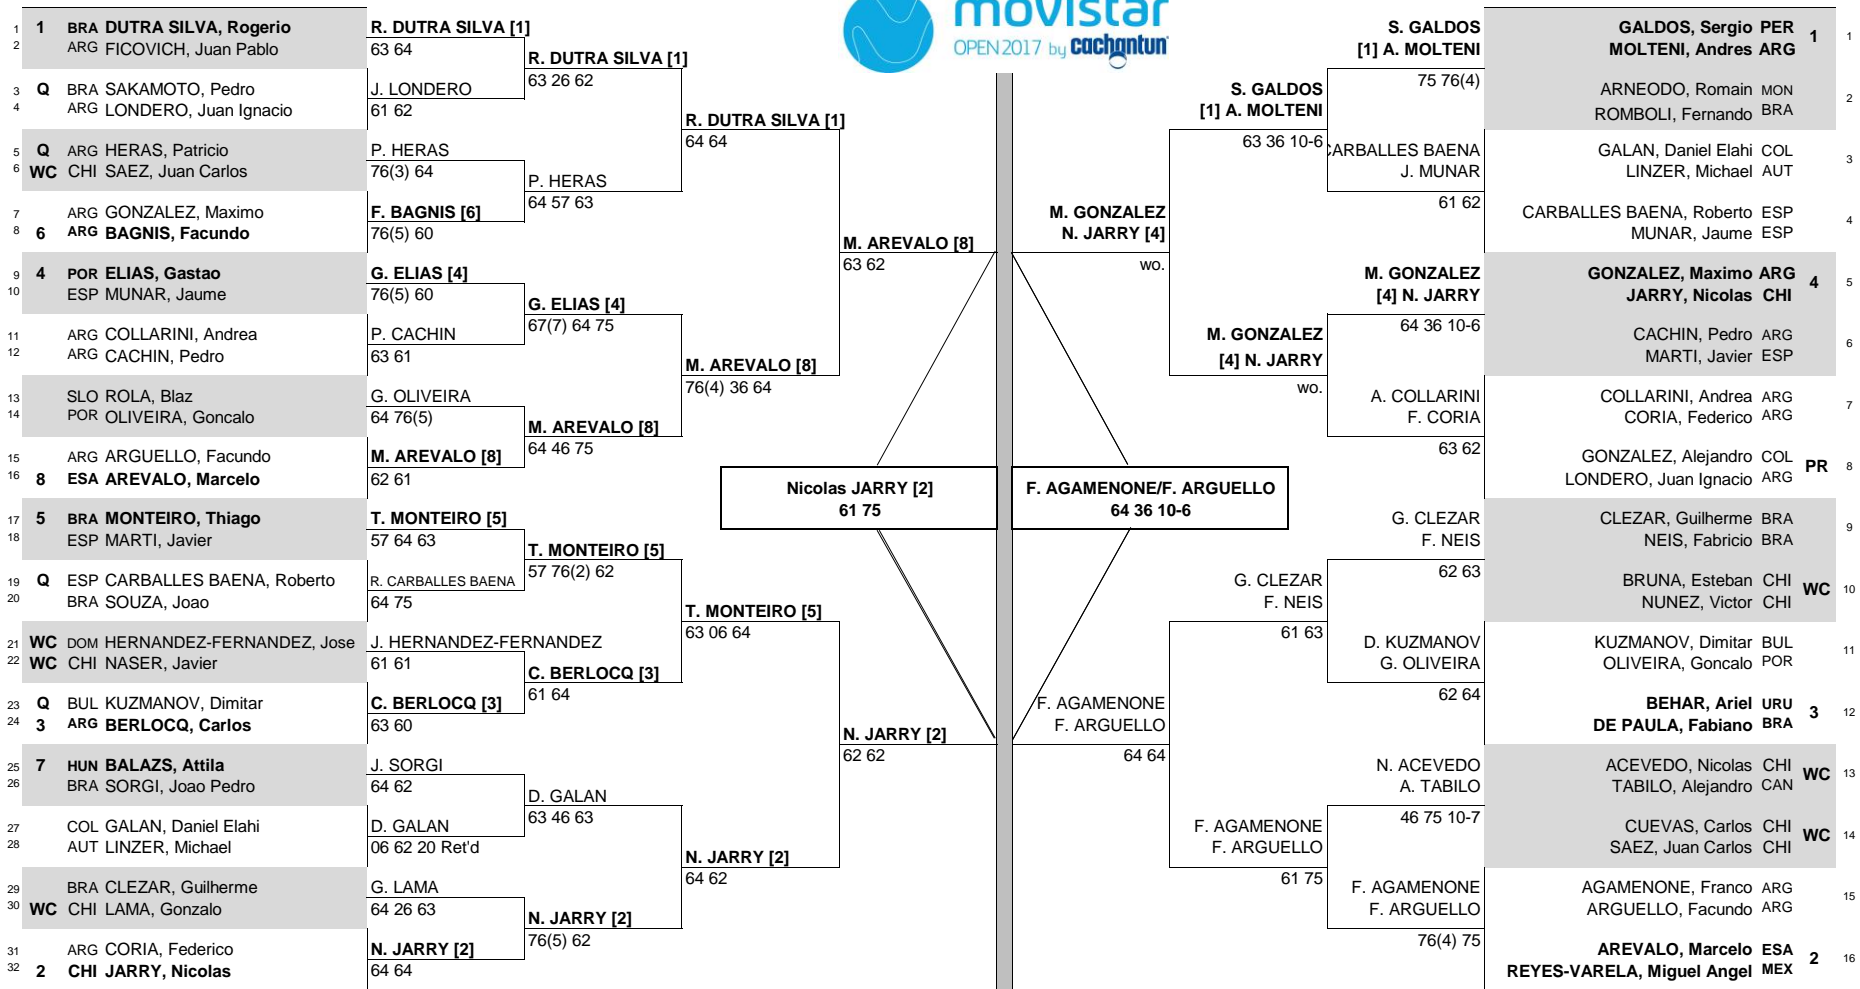 movistar
OPEN 2017 by cachantun
1 1 BRA DUTRA SILVA, Rogerio
2 ARG FICOVICH, Juan Pablo
3 Q BRA SAKAMOTO, Pedro
4 ARG LONDERO, Juan Ignacio
5 Q ARG HERAS, Patricio
6 WC CHI SAEZ, Juan Carlos
7 ARG GONZALEZ, Maximo
8 6 ARG BAGNIS, Facundo
9 4 POR ELIAS, Gastao
10 ESP MUNAR, Jaume
11 ARG COLLARINI, Andrea
12 ARG CACHIN, Pedro
13 SLO ROLA, Blaz
14 POR OLIVEIRA, Goncalo
15 ARG ARGUELLO, Facundo
16 8 ESA AREVALO, Marcelo
17 5 BRA MONTEIRO, Thiago
18 ESP MARTI, Javier
19 Q ESP CARBALLES BAENA, Roberto
20 BRA SOUZA, Joao
21 WC DOM HERNANDEZ-FERNANDEZ, Jose
22 WC CHI NASER, Javier
23 Q BUL KUZMANOV, Dimitar
24 3 ARG BERLOCQ, Carlos
25 7 HUN BALAZS, Attila
26 BRA SORGI, Joao Pedro
27 COL GALAN, Daniel Elahi
28 AUT LINZER, Michael
29 BRA CLEZAR, Guilherme
30 WC CHI LAMA, Gonzalo
31 ARG CORIA, Federico
32 2 CHI JARRY, Nicolas
R. DUTRA SILVA [1]
63 64
J. LONDERO
61 62
P. HERAS
76(3) 64
F. BAGNIS [6]
76(5) 60
G. ELIAS [4]
76(5) 60
P. CACHIN
63 61
G. OLIVEIRA
64 76(5)
M. AREVALO [8]
62 61
T. MONTEIRO [5]
57 64 63
R. CARBALLES BAENA
64 75
J. HERNANDEZ-FERNANDEZ
61 61
C. BERLOCQ [3]
63 60
J. SORGI
64 62
D. GALAN
06 62 20 Ret'd
G. LAMA
64 26 63
N. JARRY [2]
64 64
R. DUTRA SILVA [1]
63 26 62
P. HERAS
64 57 63
G. ELIAS [4]
67(7) 64 75
M. AREVALO [8]
64 46 75
T. MONTEIRO [5]
57 76(2) 62
C. BERLOCQ [3]
61 64
D. GALAN
63 46 63
N. JARRY [2]
76(5) 62
R. DUTRA SILVA [1]
64 64
M. AREVALO [8]
76(4) 36 64
T. MONTEIRO [5]
63 06 64
N. JARRY [2]
64 62
M. AREVALO [8]
63 62
N. JARRY [2]
62 62
Nicolas JARRY [2]
61 75
F. AGAMENONE/F. ARGUELLO
64 36 10-6
M. GONZALEZ
N. JARRY [4]
wo.
F. AGAMENONE
F. ARGUELLO
64 64
S. GALDOS
[1] A. MOLTENI
63 36 10-6
M. GONZALEZ
[4] N. JARRY
wo.
G. CLEZAR
F. NEIS
61 63
F. AGAMENONE
F. ARGUELLO
61 75
S. GALDOS
[1] A. MOLTENI
75 76(4)
CARBALLES BAENA
J. MUNAR
61 62
M. GONZALEZ
[4] N. JARRY
64 36 10-6
A. COLLARINI
F. CORIA
63 62
G. CLEZAR
F. NEIS
62 63
D. KUZMANOV
G. OLIVEIRA
62 64
N. ACEVEDO
A. TABILO
46 75 10-7
F. AGAMENONE
F. ARGUELLO
76(4) 75
GALDOS, Sergio PER 1 1
MOLTENI, Andres ARG
ARNEODO, Romain MON 2
ROMBOLI, Fernando BRA
GALAN, Daniel Elahi COL 3
LINZER, Michael AUT
CARBALLES BAENA, Roberto ESP 4
MUNAR, Jaume ESP
GONZALEZ, Maximo ARG 4 5
JARRY, Nicolas CHI
CACHIN, Pedro ARG 6
MARTI, Javier ESP
COLLARINI, Andrea ARG 7
CORIA, Federico ARG
GONZALEZ, Alejandro COL PR 8
LONDERO, Juan Ignacio ARG
CLEZAR, Guilherme BRA 9
NEIS, Fabricio BRA
BRUNA, Esteban CHI WC 10
NUNEZ, Victor CHI
KUZMANOV, Dimitar BUL 11
OLIVEIRA, Goncalo POR
BEHAR, Ariel URU 3 12
DE PAULA, Fabiano BRA
ACEVEDO, Nicolas CHI WC 13
TABILO, Alejandro CAN
CUEVAS, Carlos CHI WC 14
SAEZ, Juan Carlos CHI
AGAMENONE, Franco ARG 15
ARGUELLO, Facundo ARG
AREVALO, Marcelo ESA 2 16
REYES-VARELA, Miguel Angel MEX